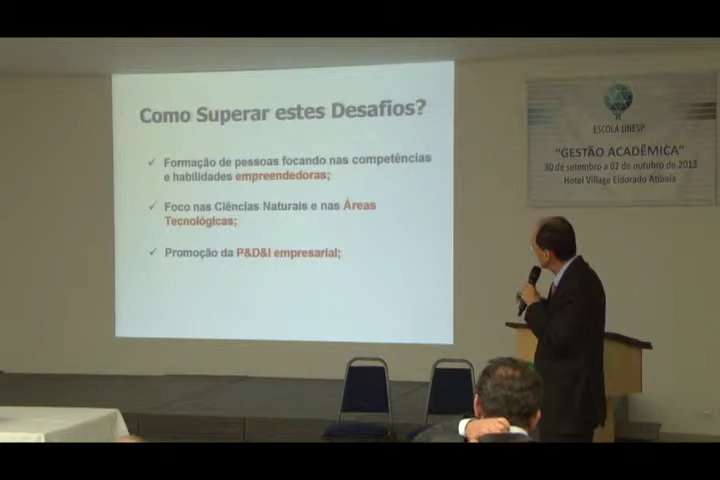 Como Superar estes Desafios?
✓ Formação de pessoas focando nas competências
e habilidades empreendedoras;
✓ Foco nas Ciências Naturais e nas Áreas
Tecnológicas;
✓ Promoção da P&D&I empresarial;
ESCOLA UNESP
"GESTÃO ACADÊMICA"
30 de setembro a 02 de outubro de 2013
Hotel Village Eldorado Atibaia